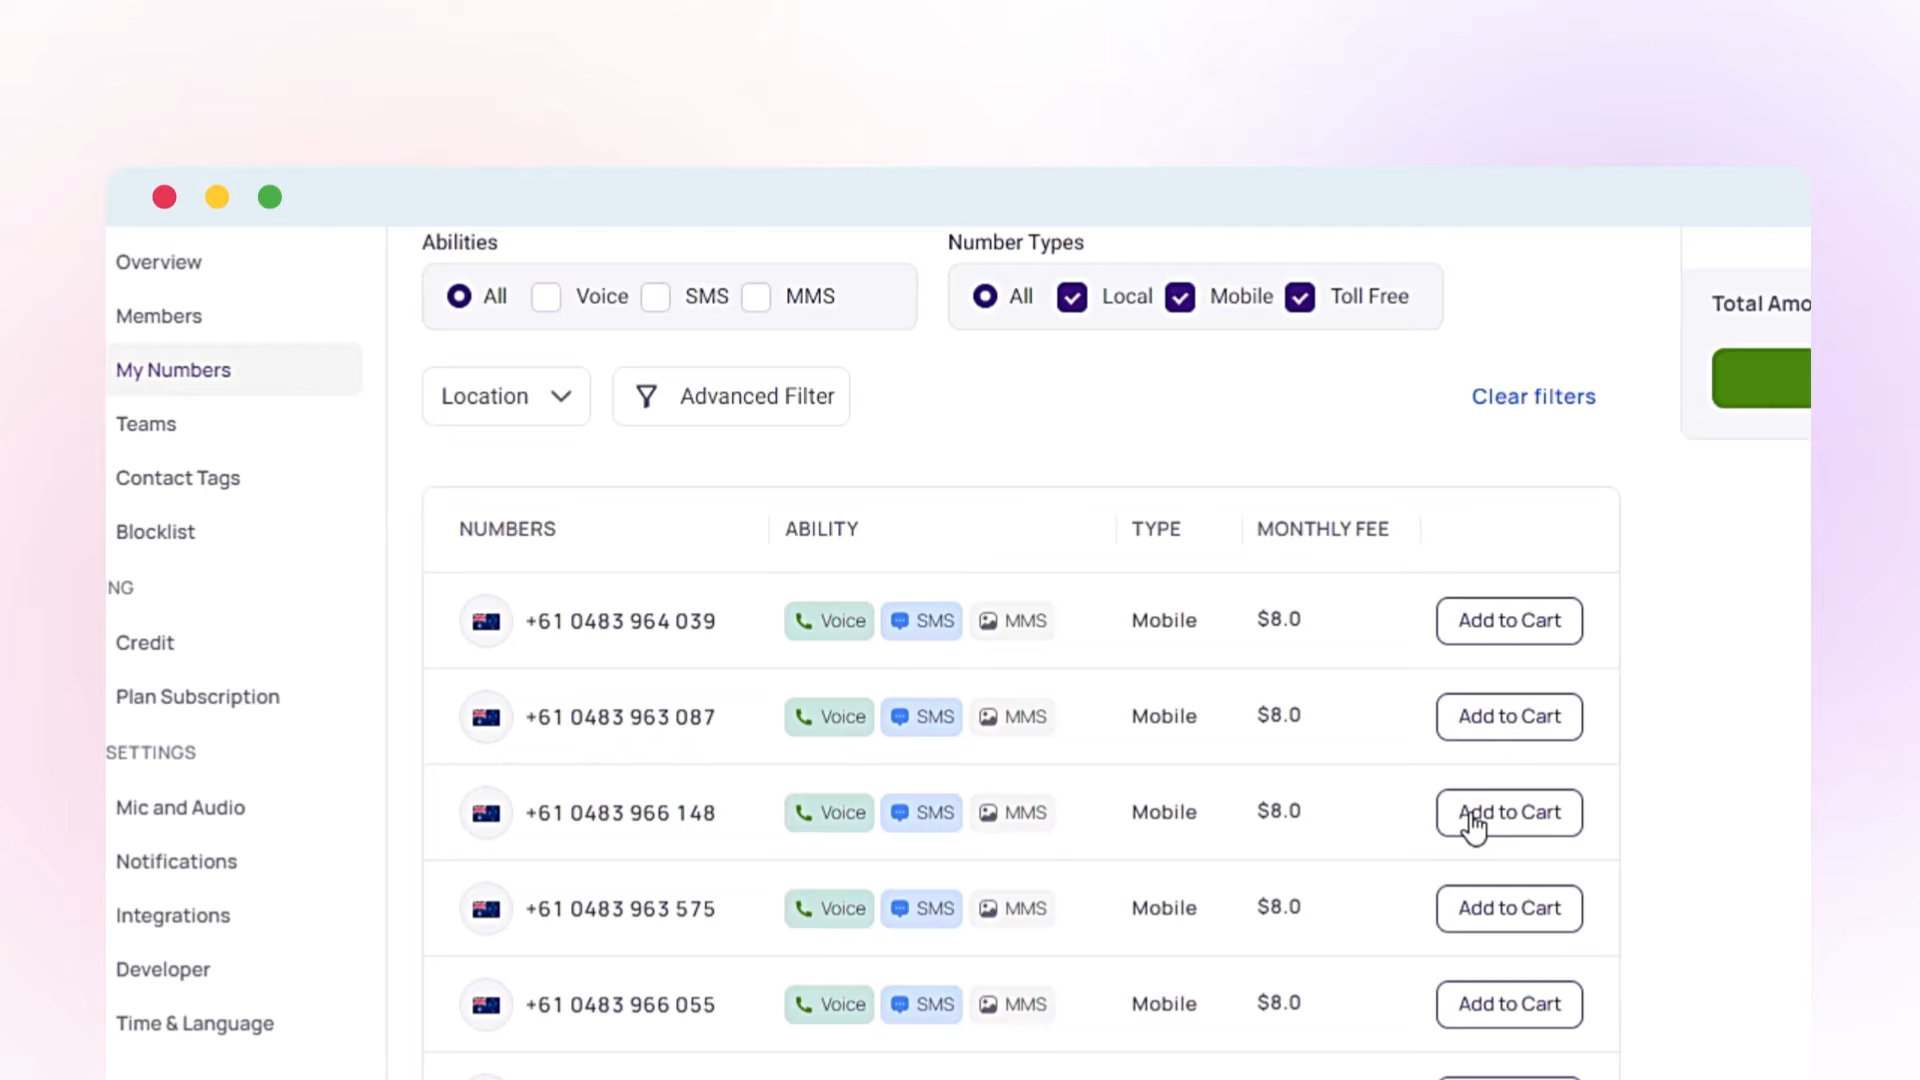 Overview
Members
My Numbers
Teams
Contact Tags
Blocklist
NG
Credit
Plan Subscription
SETTINGS
Mic and Audio
Notifications
Integrations
Developer
Time & Language
Abilities
All Voice SMS MMS
Number Types
All Local Mobile Toll Free
Location Advanced Filter Clear filters
NUMBERS ABILITY TYPE MONTHLY FEE
+61 0483 964 039 Voice SMS MMS Mobile $8.0 Add to Cart
+61 0483 963 087 Voice SMS MMS Mobile $8.0 Add to Cart
+61 0483 966 148 Voice SMS MMS Mobile $8.0 Add to Cart
+61 0483 963 575 Voice SMS MMS Mobile $8.0 Add to Cart
+61 0483 966 055 Voice SMS MMS Mobile $8.0 Add to Cart
Total Amo